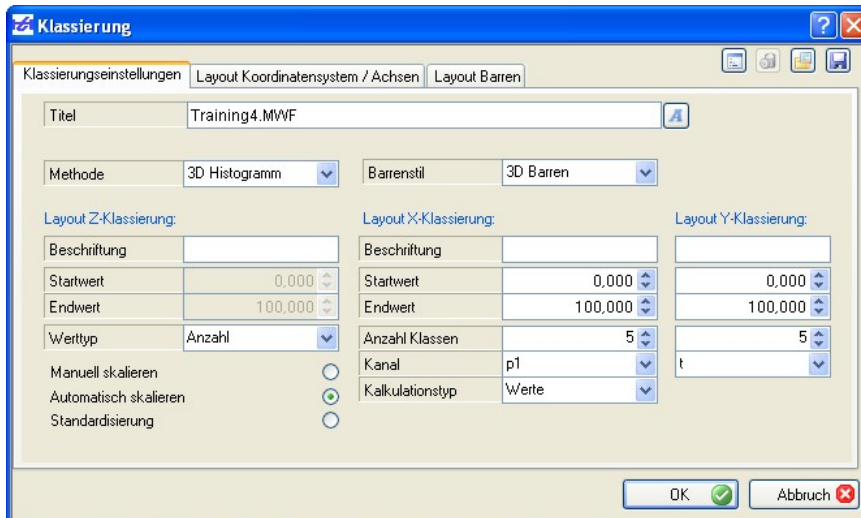 Klassierung
Klassierungseinstellungen Layout Koordinatensystem / Achsen Layout Barren
Titel Training4.MWF A
Methode 3D Histogramm Barrenstil 3D Barren
Layout Z-Klassierung: Layout X-Klassierung: Layout Y-Klassierung:
Beschriftung Beschriftung
Startwert 0,000 Startwert 0,000 0,000
Endwert 100,000 Endwert 100,000 100,000
Werttyp Anzahl Anzahl Klassen 5 5
Manuell skalieren Kanal p1 t
Automatisch skalieren Kalkulationstyp Werte
Standardisierung
OK Abbruch